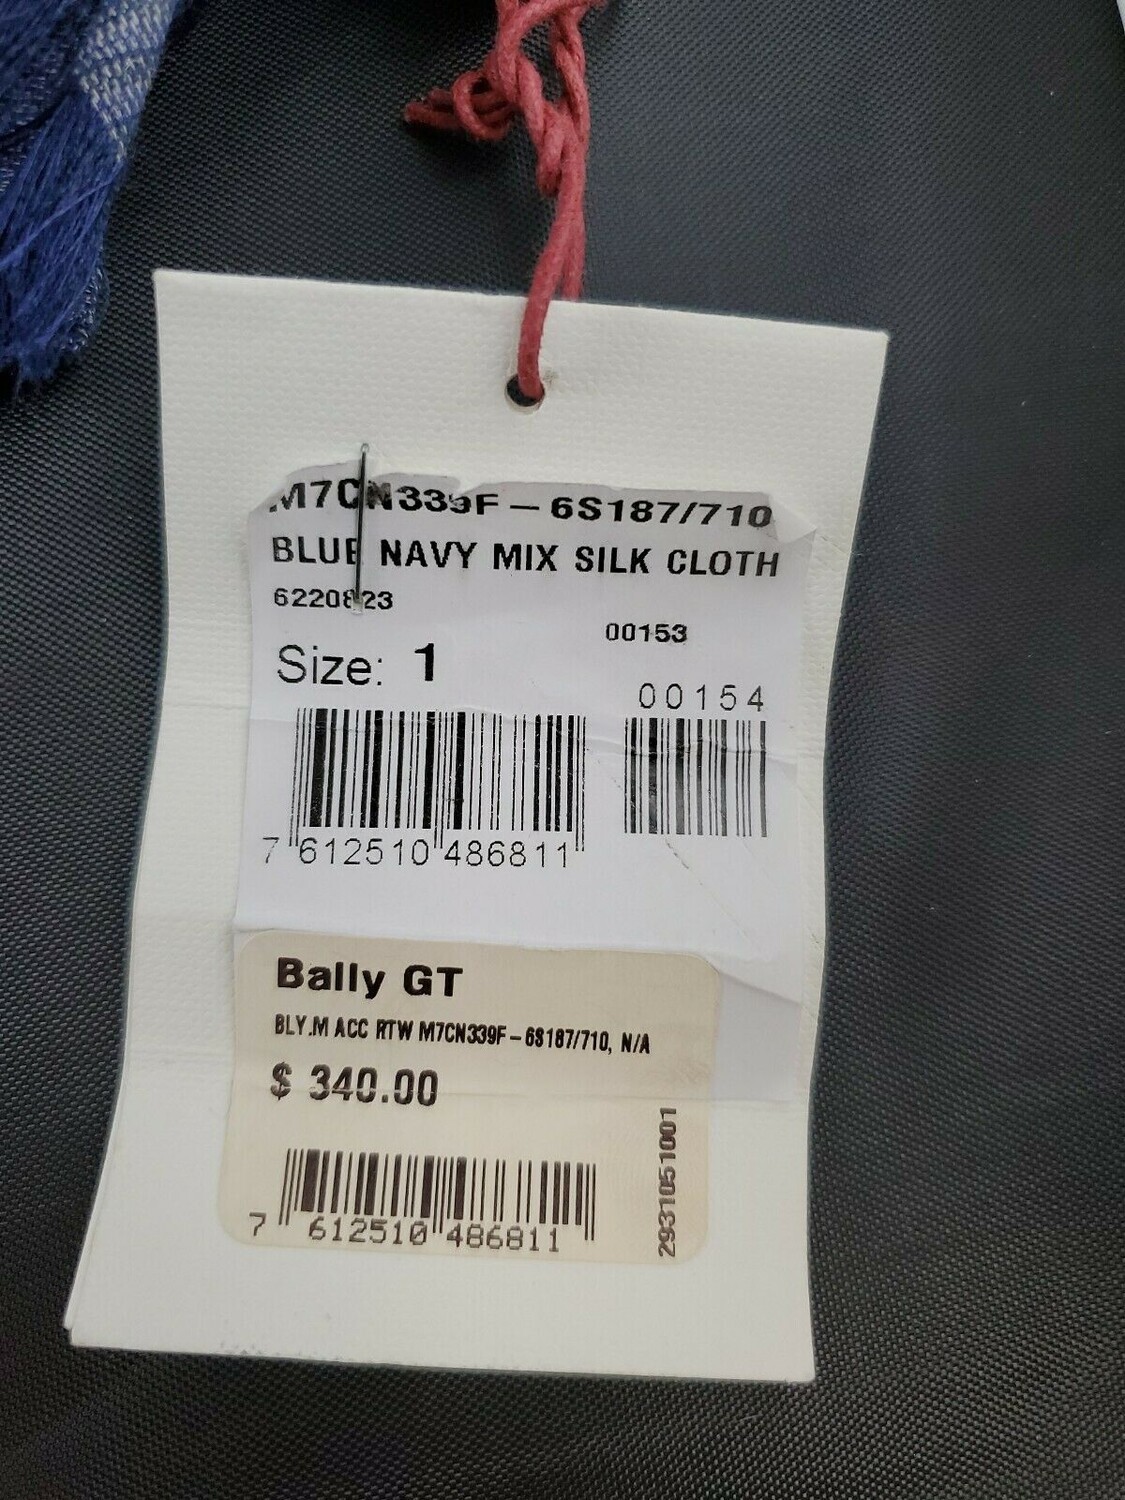 M7CN339F – 6S187/710
BLUE NAVY MIX SILK CLOTH
6220823
00153
Size: 1
00154
7 612510 486811
Bally GT
BLY.M ACC RTW M7CN339F – 6S187/710, N/A
$ 340.00
7 612510 486811
2931051001